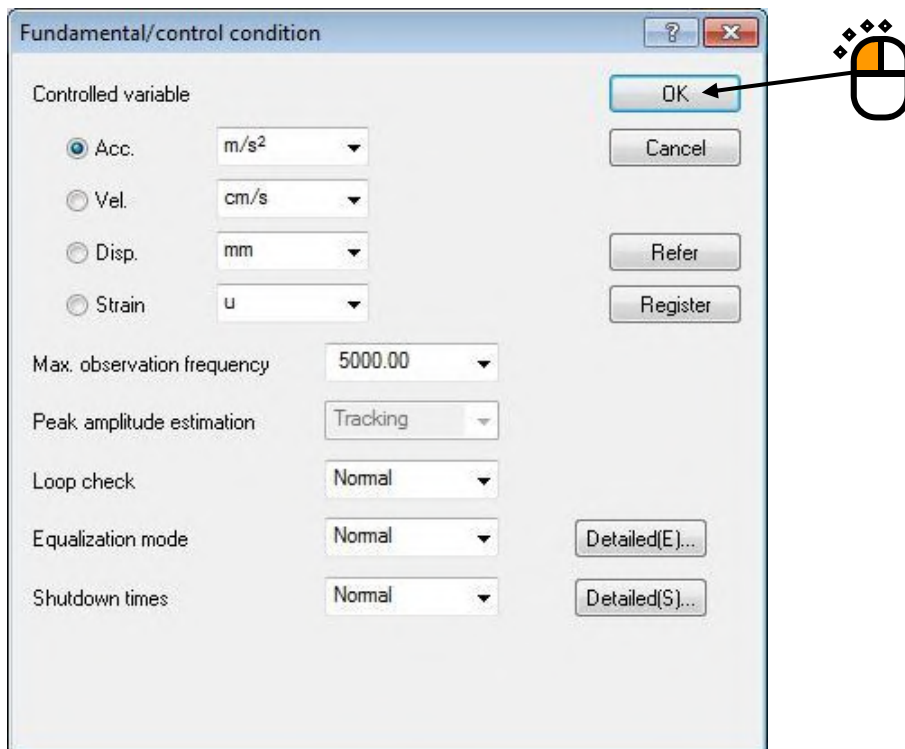 Fundamental/control condition
Controlled variable
OK
Acc. m/s²
Cancel
Vel. cm/s
Disp. mm
Refer
Strain u
Register
Max. observation frequency 5000.00
Peak amplitude estimation Tracking
Loop check Normal
Equalization mode Normal Detailed(E)...
Shutdown times Normal Detailed(S)...